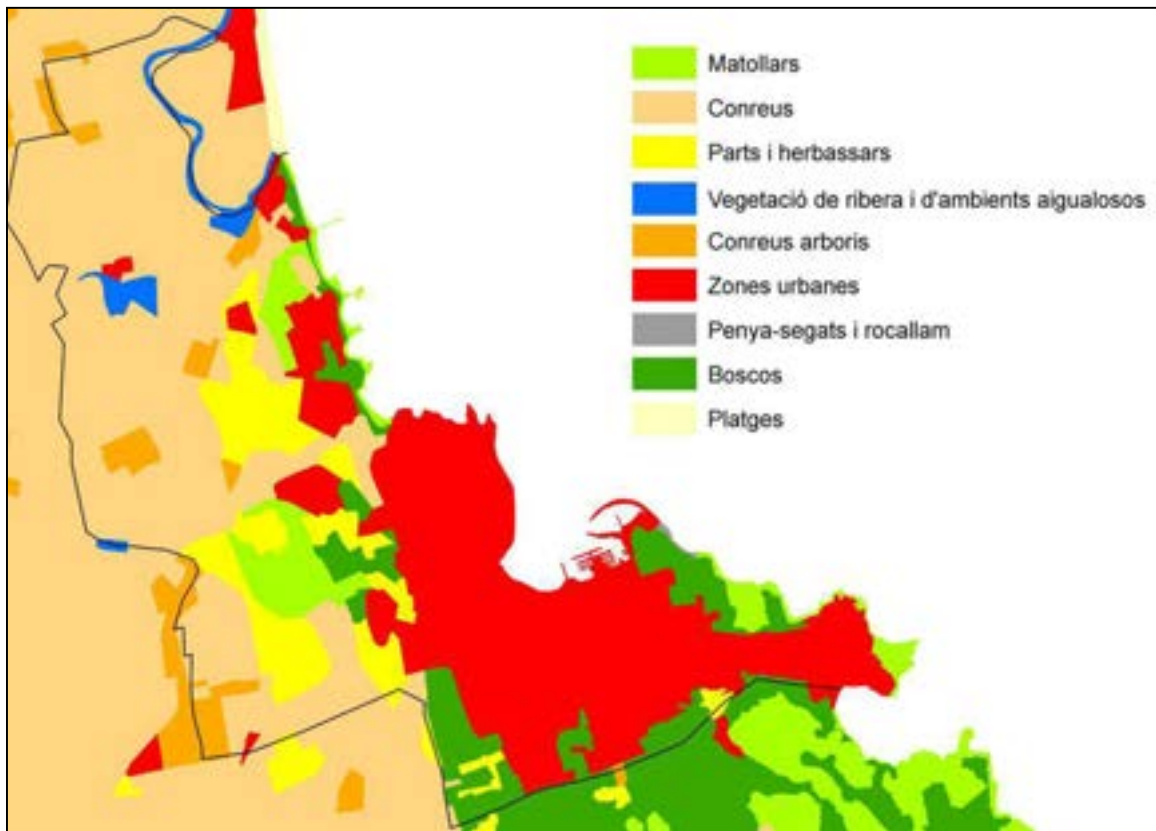 Matollars
Conreus
Parts i herbassars
Vegetació de ribera i d'ambients aigualosos
Conreus arboris
Zones urbanes
Penya-segats i rocallam
Boscos
Platges